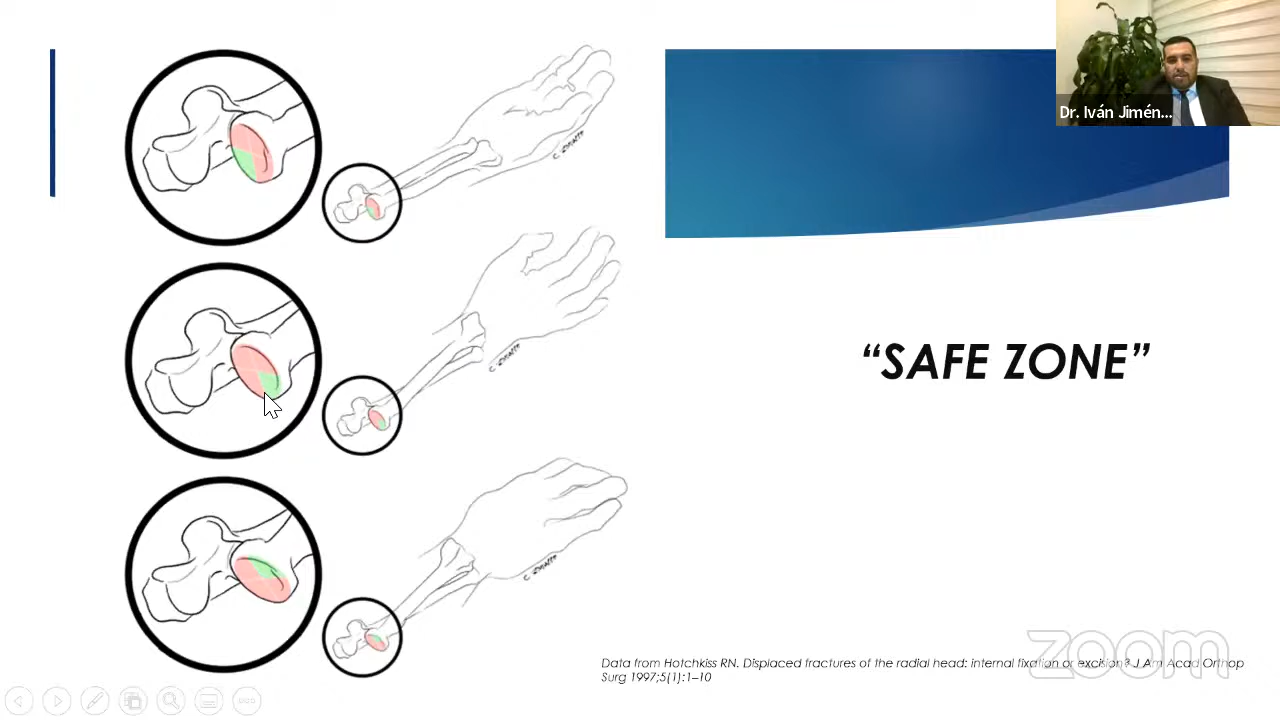 Dr. Iván Jimén...
"SAFE ZONE"
zoom
Data from Hotchkiss RN. Displaced fractures of the radial head: internal fixation or excision? J Am Acad Orthop
Surg 1997;5(1):1–10